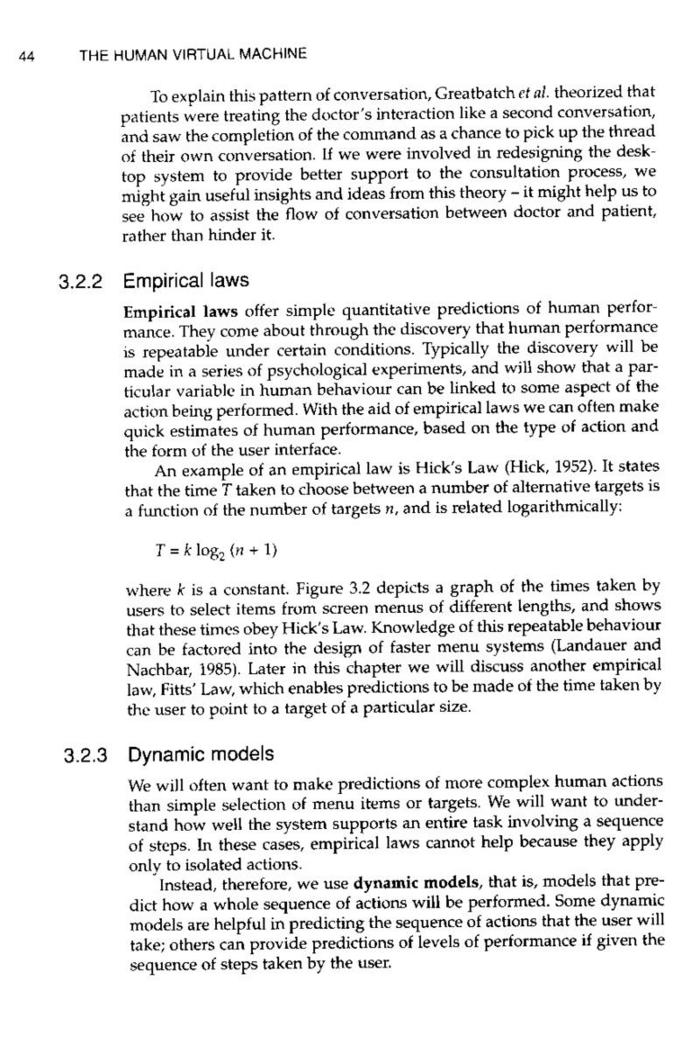 44 THE HUMAN VIRTUAL MACHINE
To explain this pattern of conversation, Greatbatch et al. theorized that
patients were treating the doctor's interaction like a second conversation,
and saw the completion of the command as a chance to pick up the thread
of their own conversation. If we were involved in redesigning the desk-
top system to provide better support to the consultation process, we
might gain useful insights and ideas from this theory – it might help us to
see how to assist the flow of conversation between doctor and patient,
rather than hinder it.
3.2.2 Empirical laws
Empirical laws offer simple quantitative predictions of human perfor-
mance. They come about through the discovery that human performance
is repeatable under certain conditions. Typically the discovery will be
made in a series of psychological experiments, and will show that a par-
ticular variable in human behaviour can be linked to some aspect of the
action being performed. With the aid of empirical laws we can often make
quick estimates of human performance, based on the type of action and
the form of the user interface.
An example of an empirical law is Hick's Law (Hick, 1952). It states
that the time T taken to choose between a number of alternative targets is
a function of the number of targets n, and is related logarithmically:
T = k log₂ (n + 1)
where k is a constant. Figure 3.2 depicts a graph of the times taken by
users to select items from screen menus of different lengths, and shows
that these times obey Hick's Law. Knowledge of this repeatable behaviour
can be factored into the design of faster menu systems (Landauer and
Nachbar, 1985). Later in this chapter we will discuss another empirical
law, Fitts' Law, which enables predictions to be made of the time taken by
the user to point to a target of a particular size.
3.2.3 Dynamic models
We will often want to make predictions of more complex human actions
than simple selection of menu items or targets. We will want to under-
stand how well the system supports an entire task involving a sequence
of steps. In these cases, empirical laws cannot help because they apply
only to isolated actions.
Instead, therefore, we use dynamic models, that is, models that pre-
dict how a whole sequence of actions will be performed. Some dynamic
models are helpful in predicting the sequence of actions that the user will
take; others can provide predictions of levels of performance if given the
sequence of steps taken by the user.